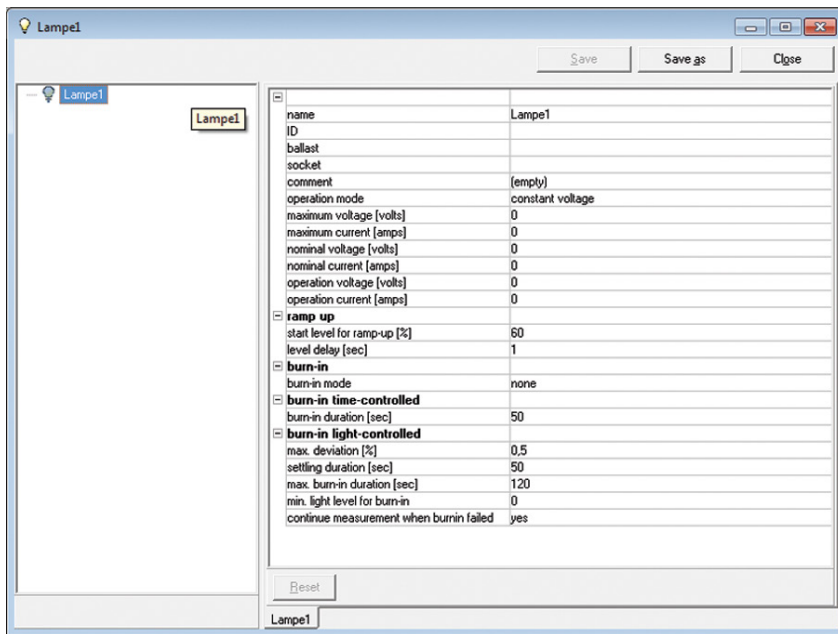 Lampe1
Save Save as Close
Lampe1
Lampe1
name Lampe1
ID
ballast
socket
comment (empty)
operation mode constant voltage
maximum voltage [volts] 0
maximum current [amps] 0
nominal voltage [volts] 0
nominal current [amps] 0
operation voltage [volts] 0
operation current [amps] 0
ramp up
start level for ramp-up [%] 60
level delay [sec] 1
burn-in
burn-in mode none
burn-in time-controlled
burn-in duration [sec] 50
burn-in light-controlled
max. deviation [%] 0,5
settling duration [sec] 50
max. burn-in duration [sec] 120
min. light level for burn-in 0
continue measurement when burnin failed yes
Reset
Lampe1